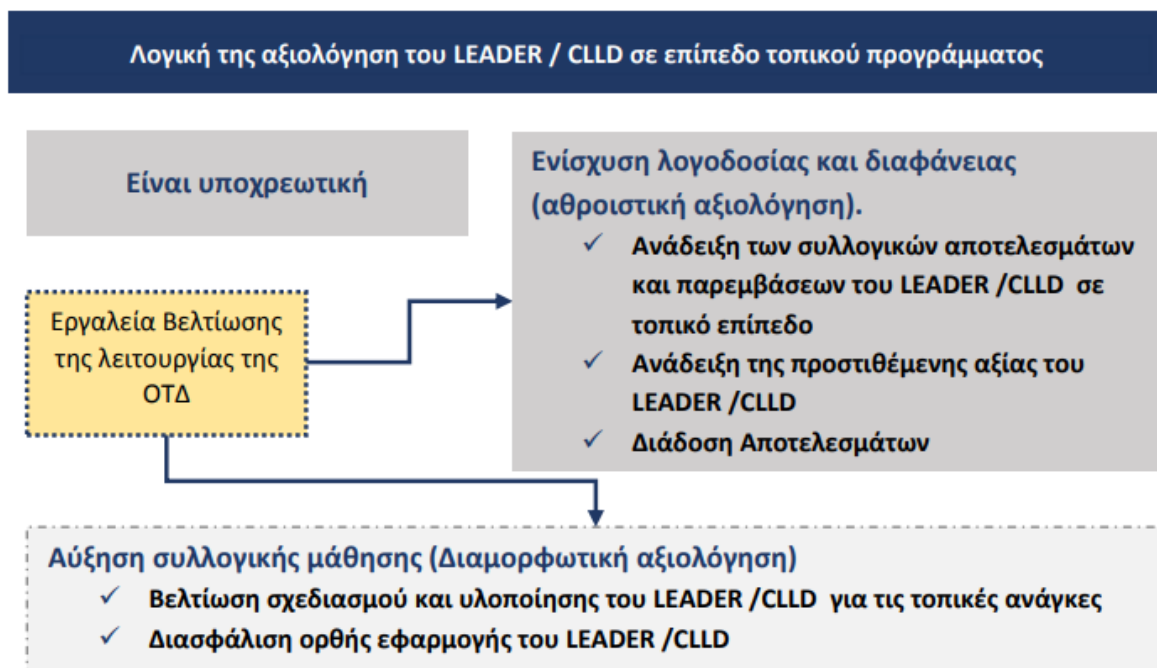 Λογική της αξιολόγηση του LEADER / CLLD σε επίπεδο τοπικού προγράμματος
Είναι υποχρεωτική
Ενίσχυση λογοδοσίας και διαφάνειας
(αθροιστική αξιολόγηση).
✓ Ανάδειξη των συλλογικών αποτελεσμάτων
και παρεμβάσεων του LEADER /CLLD σε
τοπικό επίπεδο
✓ Ανάδειξη της προστιθέμενης αξίας του
LEADER /CLLD
✓ Διάδοση Αποτελεσμάτων
Εργαλεία Βελτίωσης
της λειτουργίας της
ΟΤΔ
Αύξηση συλλογικής μάθησης (Διαμορφωτική αξιολόγηση)
✓ Βελτίωση σχεδιασμού και υλοποίησης του LEADER /CLLD για τις τοπικές ανάγκες
✓ Διασφάλιση ορθής εφαρμογής του LEADER /CLLD